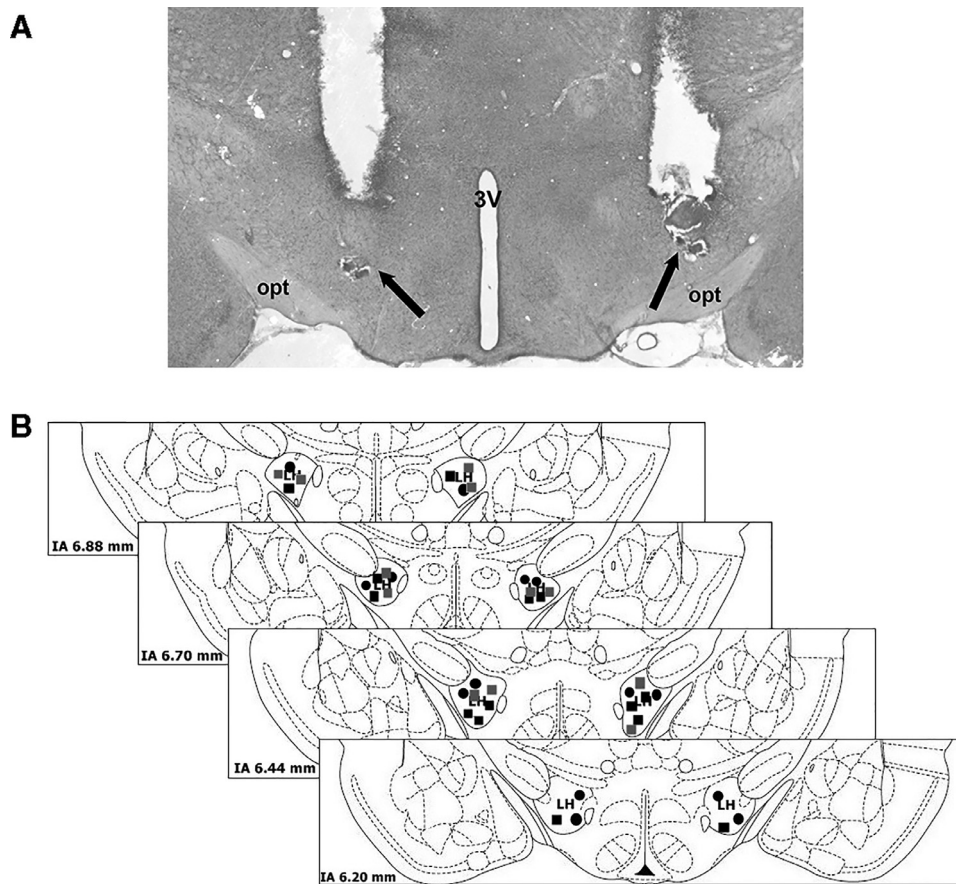 A
3V
opt
opt
B
LH
LH
IA 6.88 mm
LH
LH
IA 6.70 mm
LH
LH
IA 6.44 mm
LH
LH
IA 6.20 mm